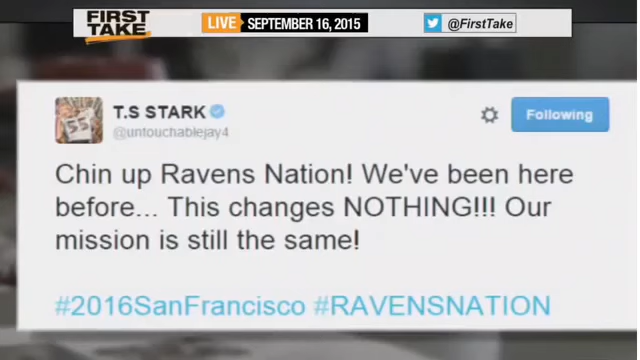 FIRST TAKE
LIVE SEPTEMBER 16, 2015
@FirstTake
T.S STARK
@untouchablejay4
Following
55
Chin up Ravens Nation! We've been here
before... This changes NOTHING!!! Our
mission is still the same!
#2016SanFrancisco #RAVENSNATION